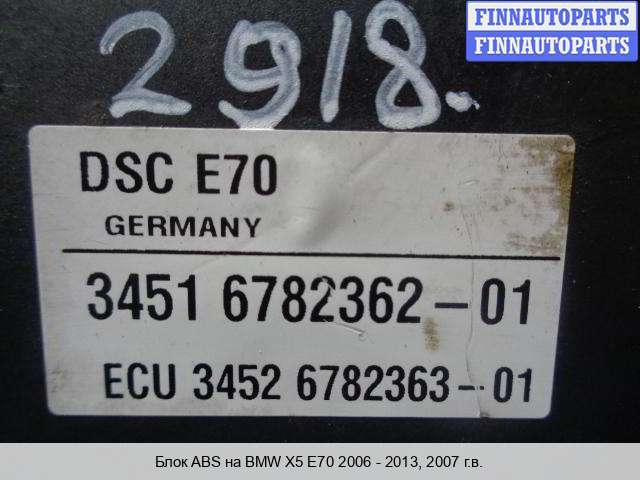 FINNAUTOPARTS
FINNAUTOPARTS
2918.
DSC E70
GERMANY
3451 6782362-01
ECU 3452 6782363-01
Блок ABS на BMW X5 E70 2006 - 2013, 2007 г.в.